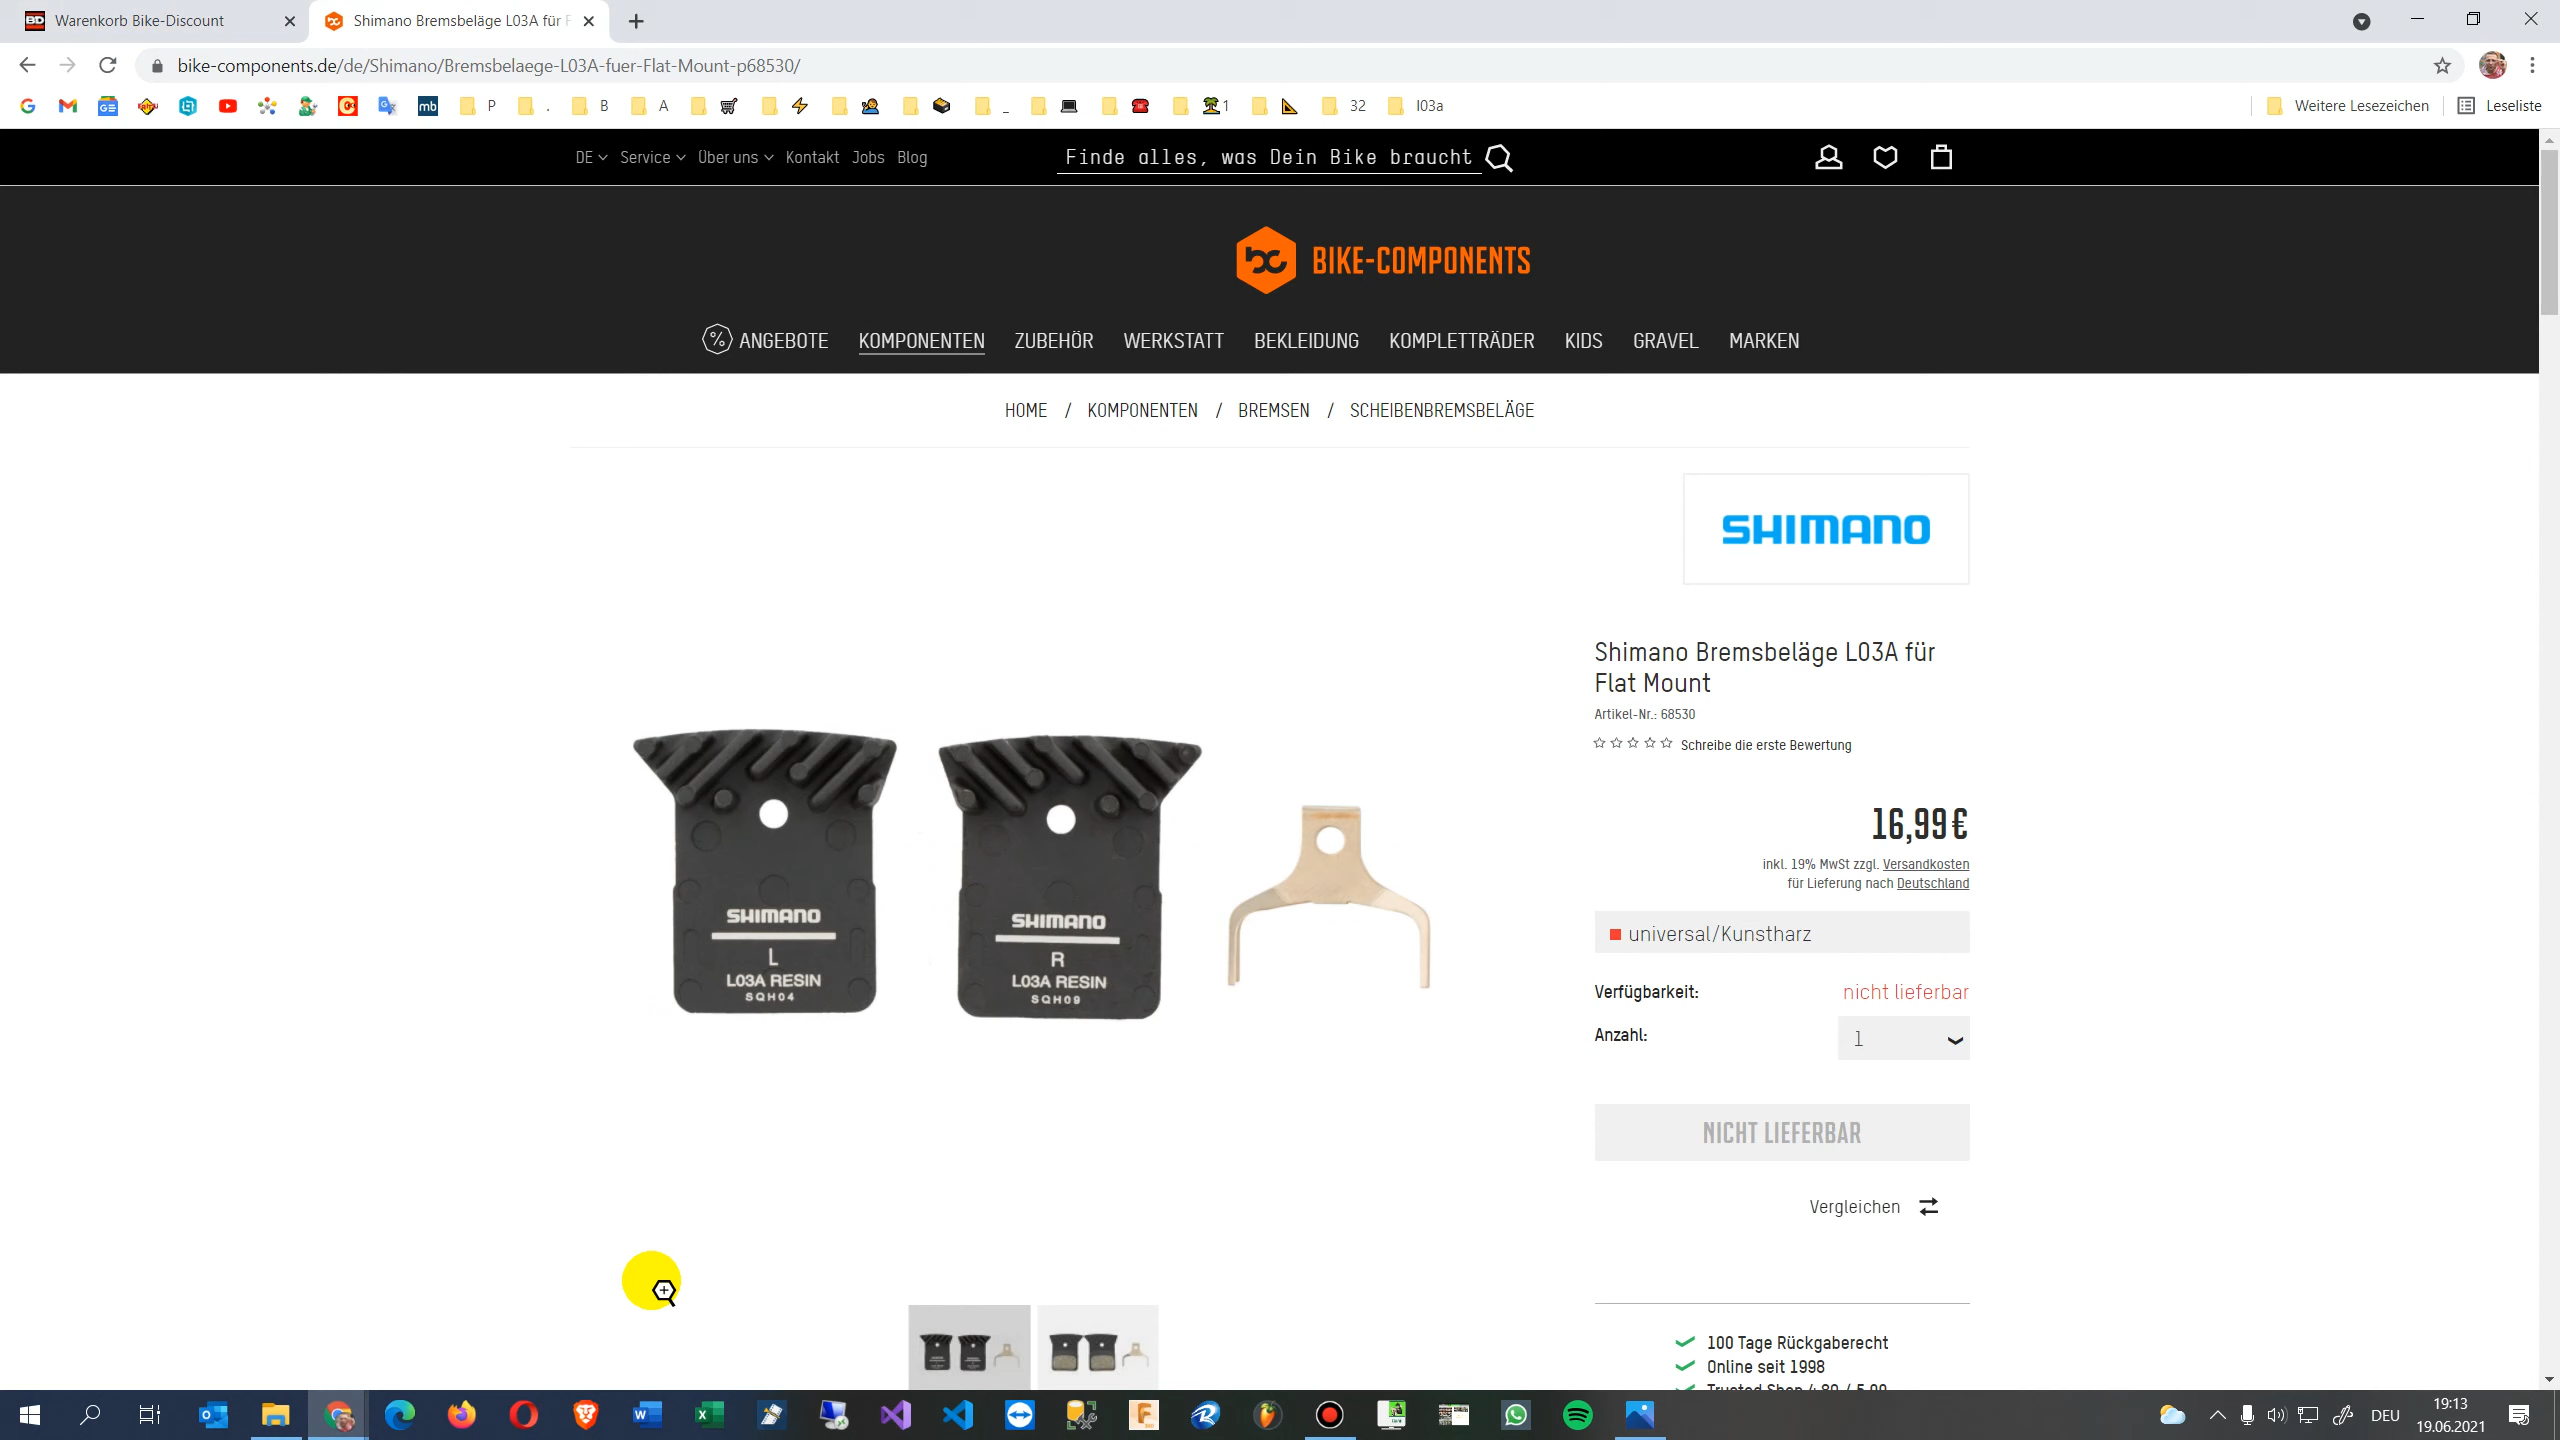 Warenkorb Bike-Discount
Shimano Bremsbeläge L03A für F
bike-components.de/de/Shimano/Bremsbelaege-L03A-fuer-Flat-Mount-p68530/
P . B A 1 _ 32 l03a Weitere Lesezeichen Leseliste
DE Service Über uns Kontakt Jobs Blog
Finde alles, was Dein Bike braucht
BIKE-COMPONENTS
% ANGEBOTE KOMPONENTEN ZUBEHÖR WERKSTATT BEKLEIDUNG KOMPLETTRÄDER KIDS GRAVEL MARKEN
HOME / KOMPONENTEN / BREMSEN / SCHEIBENBREMSBELÄGE
SHIMANO
Shimano Bremsbeläge L03A für
Flat Mount
Artikel-Nr.: 68530
Schreibe die erste Bewertung
16,99€
inkl. 19% MwSt zzgl. Versandkosten
für Lieferung nach Deutschland
universal/Kunstharz
Verfügbarkeit: nicht lieferbar
Anzahl: 1
NICHT LIEFERBAR
Vergleichen
SHIMANO
L
L03A RESIN
SQH04
SHIMANO
R
L03A RESIN
SQH09
100 Tage Rückgaberecht
Online seit 1998
Trusted Shop 4.80 / 5.00
DEU
19:13
19.06.2021